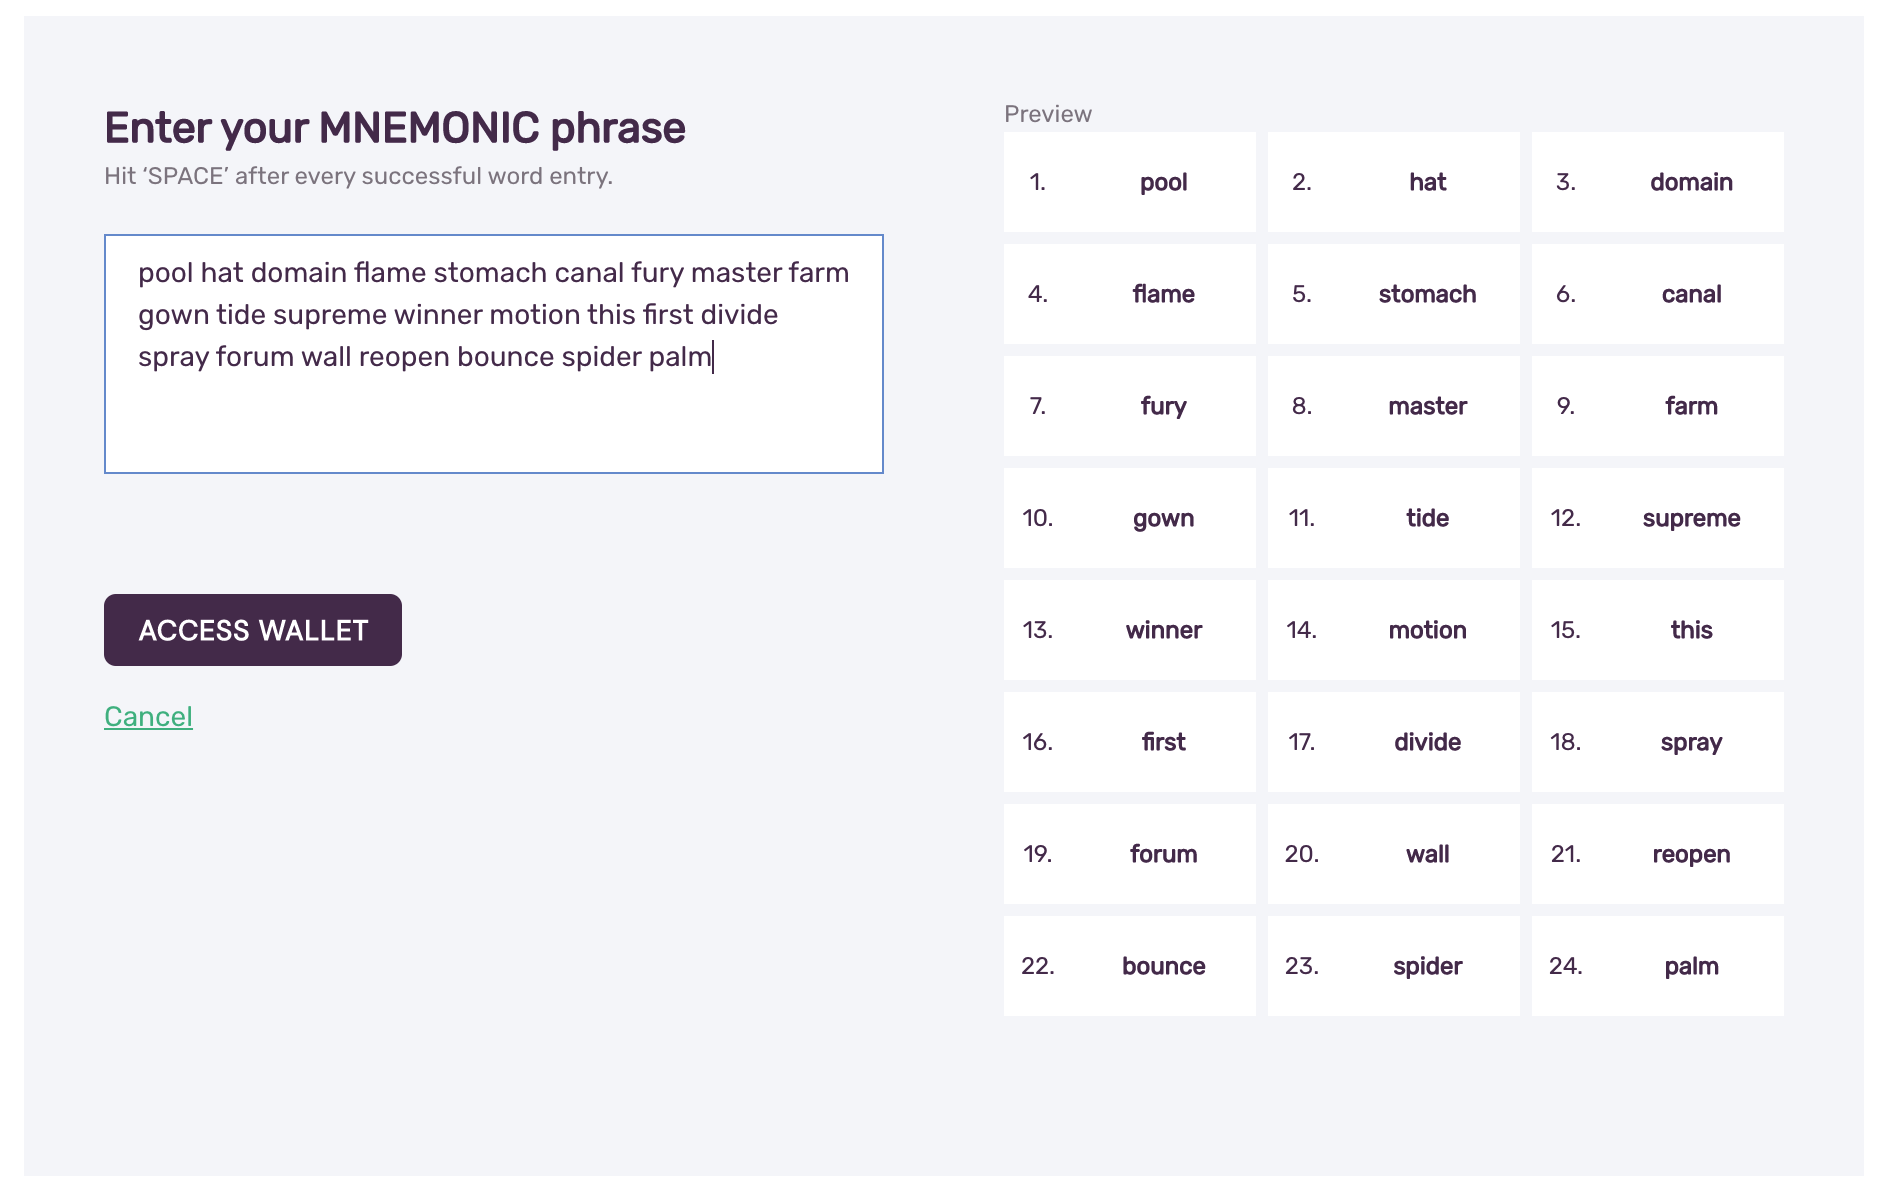 Enter your MNEMONIC phrase
Hit ‘SPACE’ after every successful word entry.
pool hat domain flame stomach canal fury master farm
gown tide supreme winner motion this first divide
spray forum wall reopen bounce spider palm
ACCESS WALLET
Cancel
Preview
1. pool 2. hat 3. domain
4. flame 5. stomach 6. canal
7. fury 8. master 9. farm
10. gown 11. tide 12. supreme
13. winner 14. motion 15. this
16. first 17. divide 18. spray
19. forum 20. wall 21. reopen
22. bounce 23. spider 24. palm